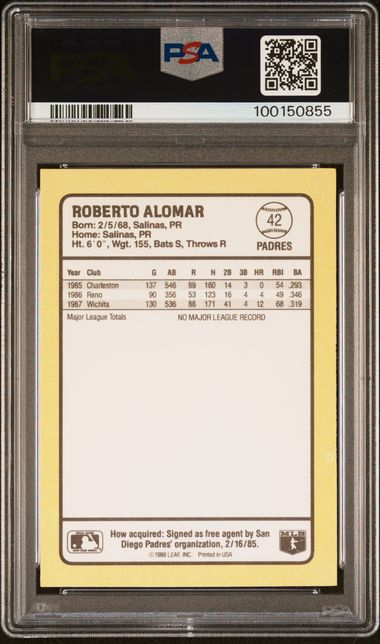 PSA
100150855
ROBERTO ALOMAR
Born: 2/5/68, Salinas, PR
Home: Salinas, PR
Ht. 6'0", Wgt. 155, Bats S, Throws R
42
PADRES
Year Club G AB R H 2B 3B HR RBI BA
1985 Charleston 137 546 89 160 14 3 0 54 .293
1986 Reno 90 356 53 123 16 4 4 49 .346
1987 Wichita 130 536 88 171 41 4 12 68 .319
Major League Totals NO MAJOR LEAGUE RECORD
How acquired: Signed as free agent by San
Diego Padres' organization, 2/16/85.
© 1988 LEAF, INC. Printed in USA
MLB